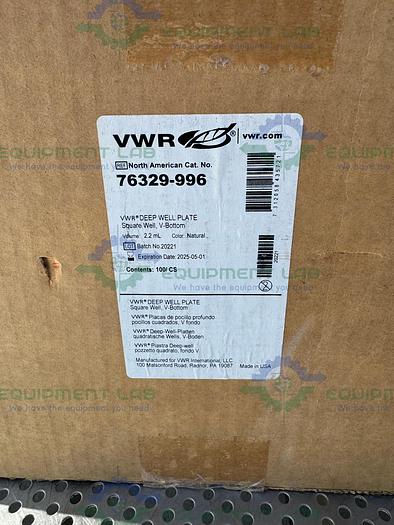 VWR® vwr.com
REF North American Cat. No.
76329-996
VWR® DEEP WELL PLATE
Square Well, V-Bottom
Volume: 2.2 mL Color: Natural
LOT Batch No.20221
Expiration Date: 2025-05-01
Contents: 100/ CS
20221
VWR® DEEP WELL PLATE
Square Well, V-Bottom
VWR® Placas de pocillo profundo
pocillos quadrados, V fondo
VWR® Deep-Well-Platten
quadratische Wells, V-Boden
VWR® Piastra Deep-well
pozzetto quadrato, fondo V
Manufactured for VWR International, LLC
100 Matsonford Road, Radnor, PA 19087 Made in USA
Equipment Lab
We have the equipment you need